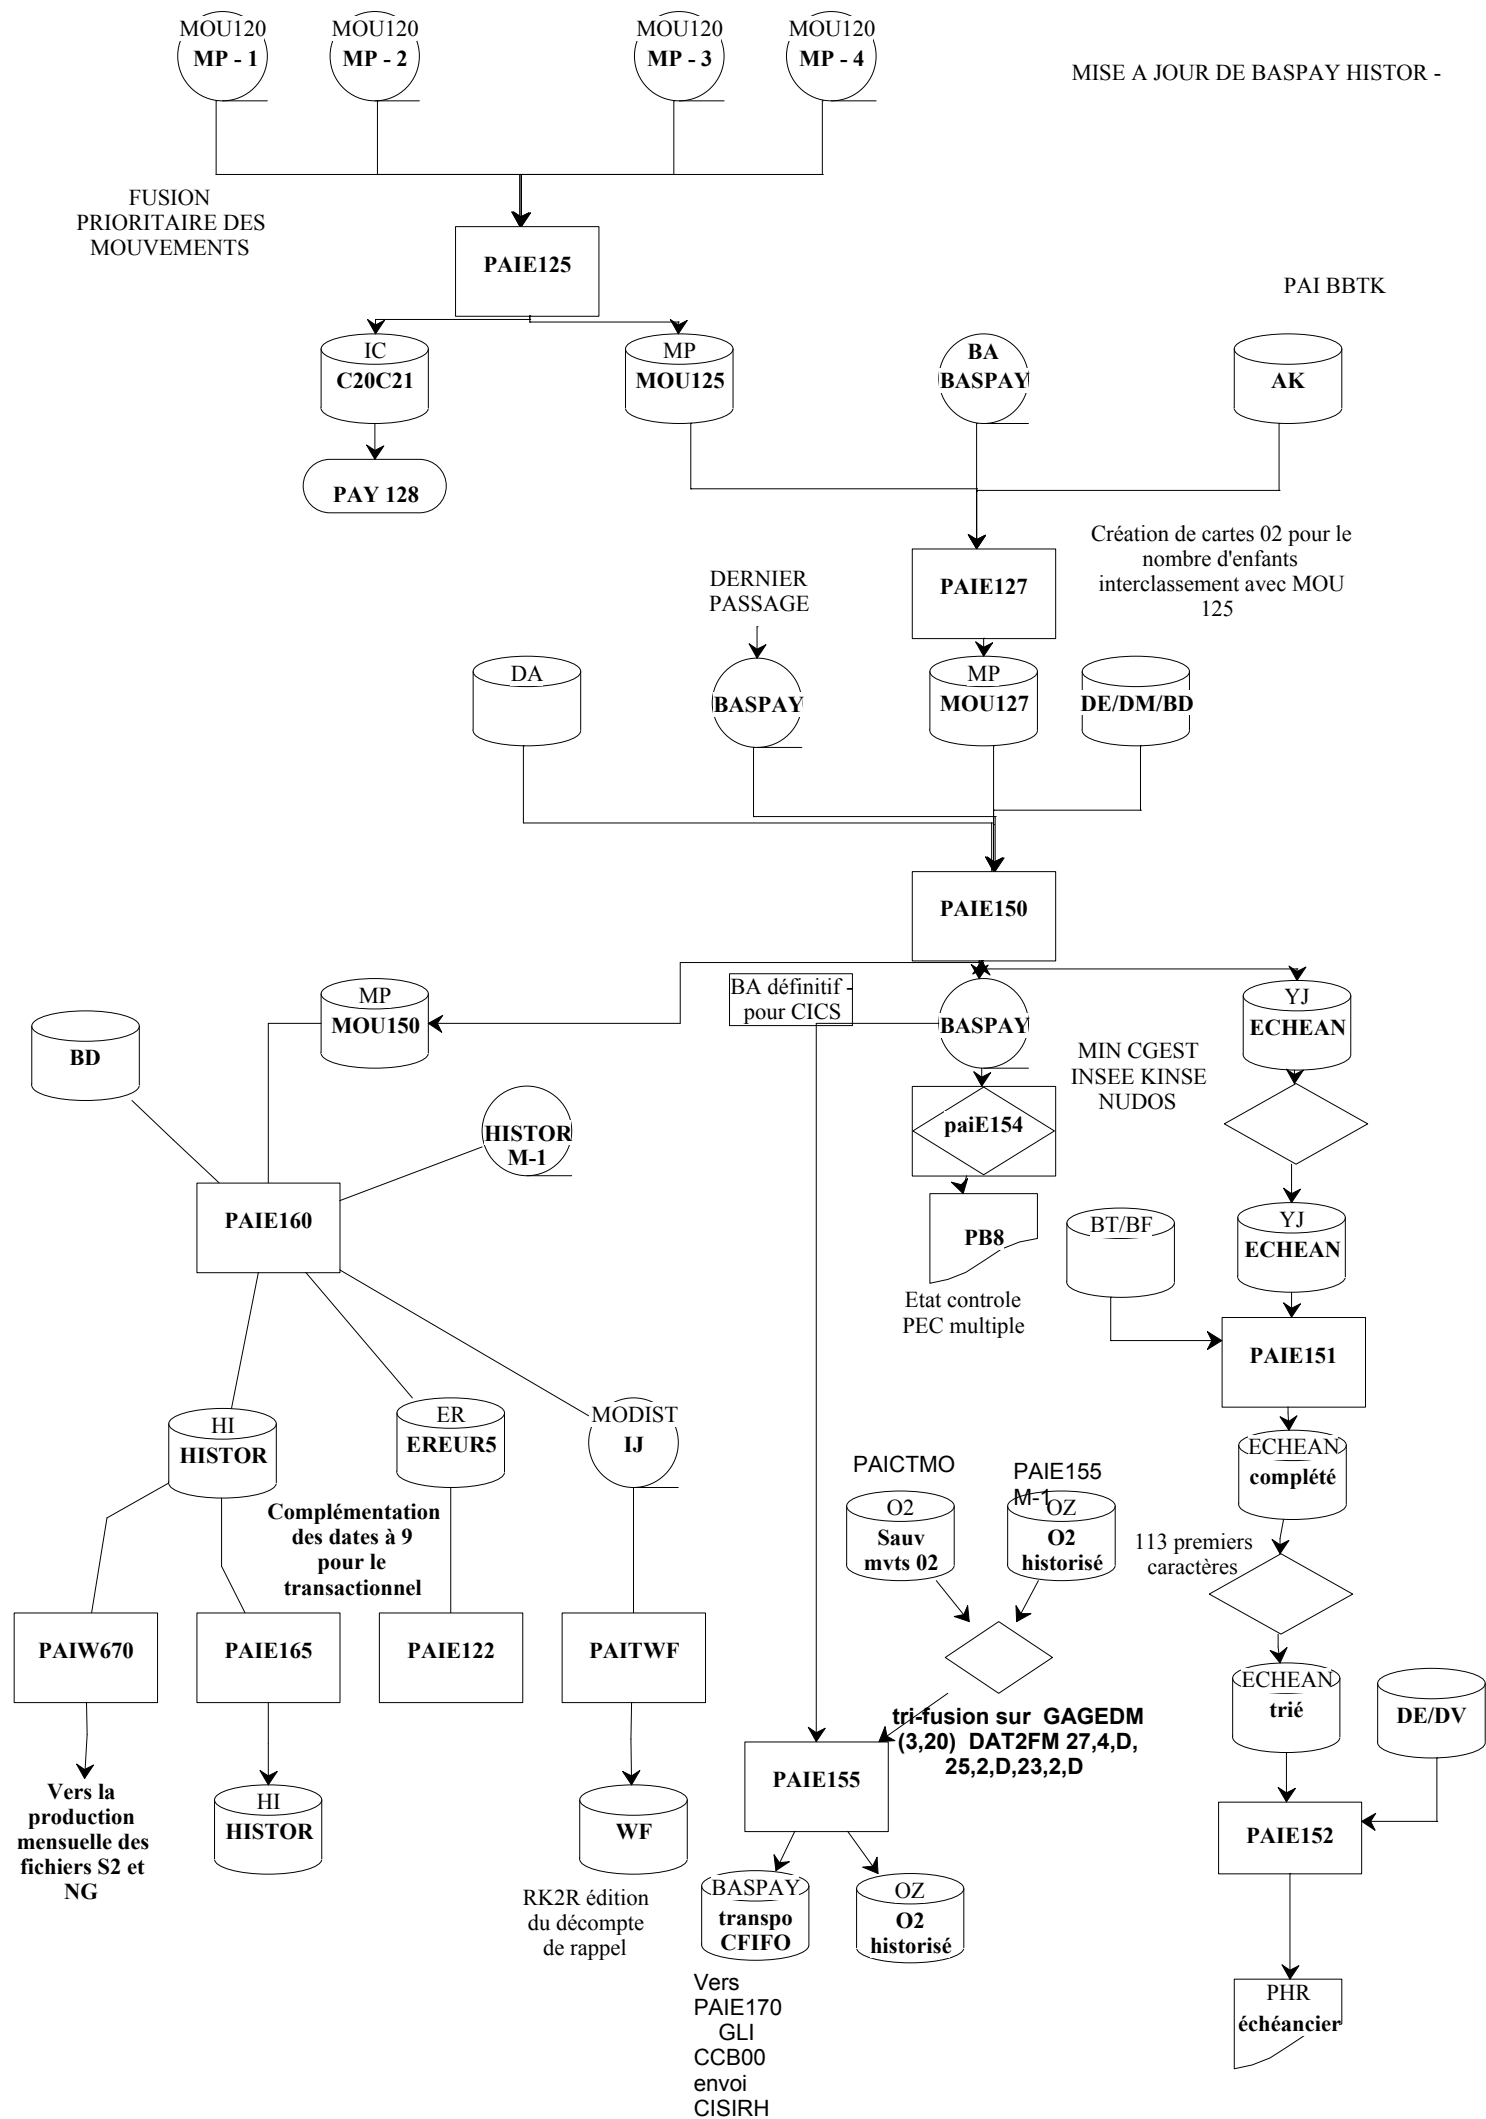 MOU120
MP - 1
MOU120
MP - 2
MOU120
MP - 3
MOU120
MP - 4
MISE A JOUR DE BASPAY HISTOR -
FUSION
PRIORITAIRE DES
MOUVEMENTS
PAIE125
PAI BBTK
IC
C20C21
MP
MOU125
BA
BASPAY
AK
PAY 128
Création de cartes 02 pour le
nombre d'enfants
interclassement avec MOU
125
PAIE127
DERNIER
PASSAGE
DA
BASPAY
MP
MOU127
DE/DM/BD
PAIE150
MP
MOU150
BA définitif -
pour CICS
BASPAY
YJ
ECHEAN
BD
MIN CGEST
INSEE KINSE
NUDOS
HISTOR
M-1
paiE154
PAIE160
PB8
BT/BF
YJ
ECHEAN
Etat controle
PEC multiple
PAIE151
HI
HISTOR
ER
EREUR5
MODIST
IJ
ECHEAN
complété
PAICTMO
PAIE155
M-1
O2
Sauv
mvts 02
OZ
O2
historisé
Complémentation
des dates à 9
pour le
transactionnel
113 premiers
caractères
PAIW670
PAIE165
PAIE122
PAITWF
ECHEAN
trié
DE/DV
tri-fusion sur  GAGEDM
(3,20)  DAT2FM 27,4,D,
25,2,D,23,2,D
PAIE155
Vers la
production
mensuelle des
fichiers S2 et
NG
HI
HISTOR
WF
PAIE152
RK2R édition
du décompte
de rappel
BASPAY
transpo
CFIFO
OZ
O2
historisé
Vers
PAIE170
GLI
CCB00
envoi
CISIRH
PHR
échéancier